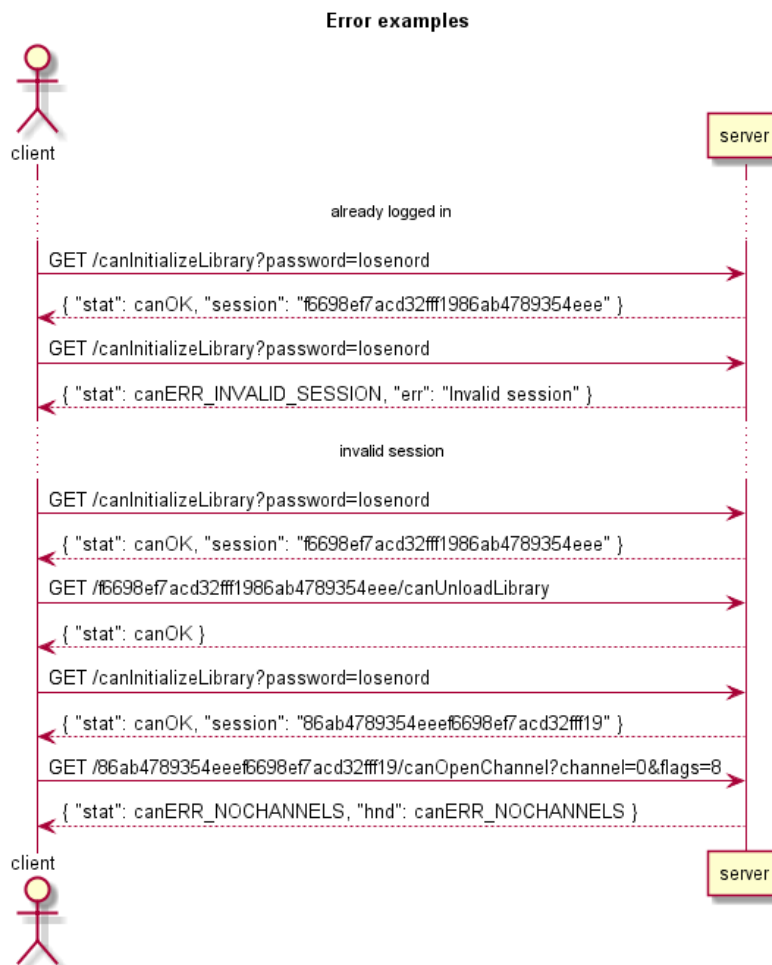 Error examples
client
server
already logged in
GET /canInitializeLibrary?password=losenord
{ "stat": canOK, "session": "f6698ef7acd32fff1986ab4789354eee" }
GET /canInitializeLibrary?password=losenord
{ "stat": canERR_INVALID_SESSION, "err": "Invalid session" }
invalid session
GET /canInitializeLibrary?password=losenord
{ "stat": canOK, "session": "f6698ef7acd32fff1986ab4789354eee" }
GET /f6698ef7acd32fff1986ab4789354eee/canUnloadLibrary
{ "stat": canOK }
GET /canInitializeLibrary?password=losenord
{ "stat": canOK, "session": "86ab4789354eeef6698ef7acd32fff19" }
GET /86ab4789354eeef6698ef7acd32fff19/canOpenChannel?channel=0&flags=8
{ "stat": canERR_NOCHANNELS, "hnd": canERR_NOCHANNELS }
client
server